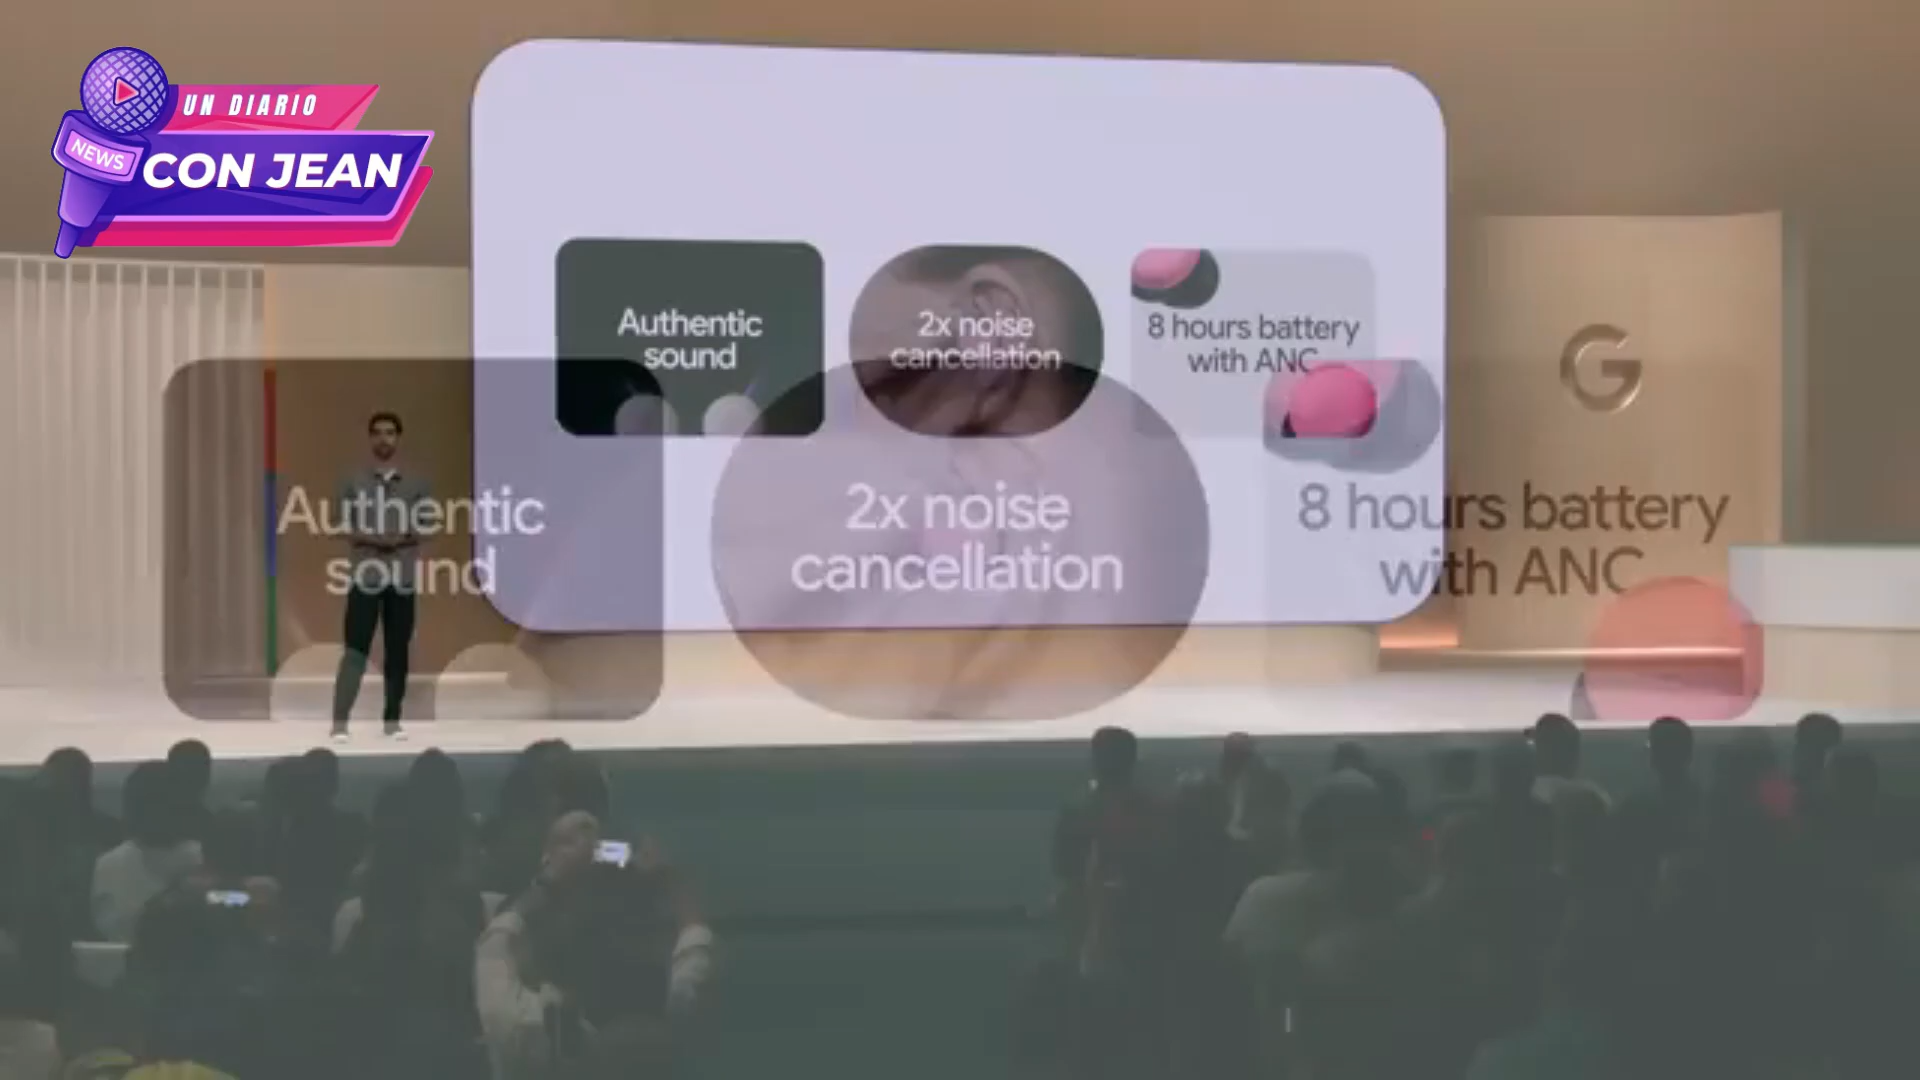 UN DIARIO
NEWS
CON JEAN
Authentic
sound
2x noise
cancellation
8 hours battery
with ANC
G
Authentic
sound
2x noise
cancellation
8 hours battery
with ANC